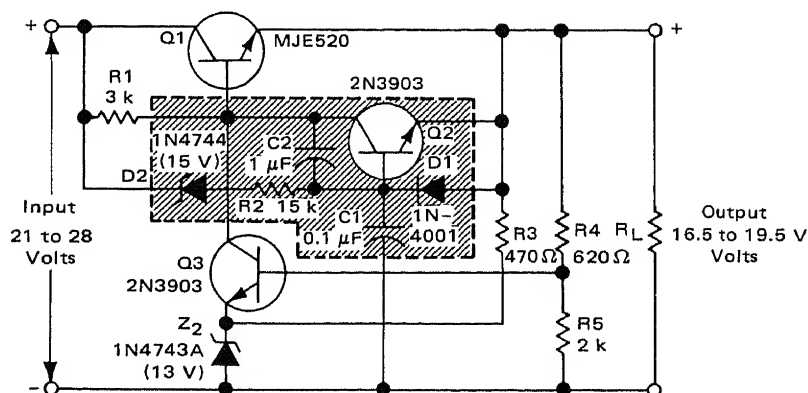 +
Q1
MJE520
+
R1
3 k
2N3903
1N4744
(15 V)
C2
1 µF
Q2
D2
D1
R2 15 k
Input
21 to 28
Volts
C1
0.1 µF
1N-
4001
R3
470Ω
R4
620Ω
RL
Output
16.5 to 19.5 V
Volts
Q3
2N3903
Z2
1N4743A
(13 V)
R5
2 k
-
-